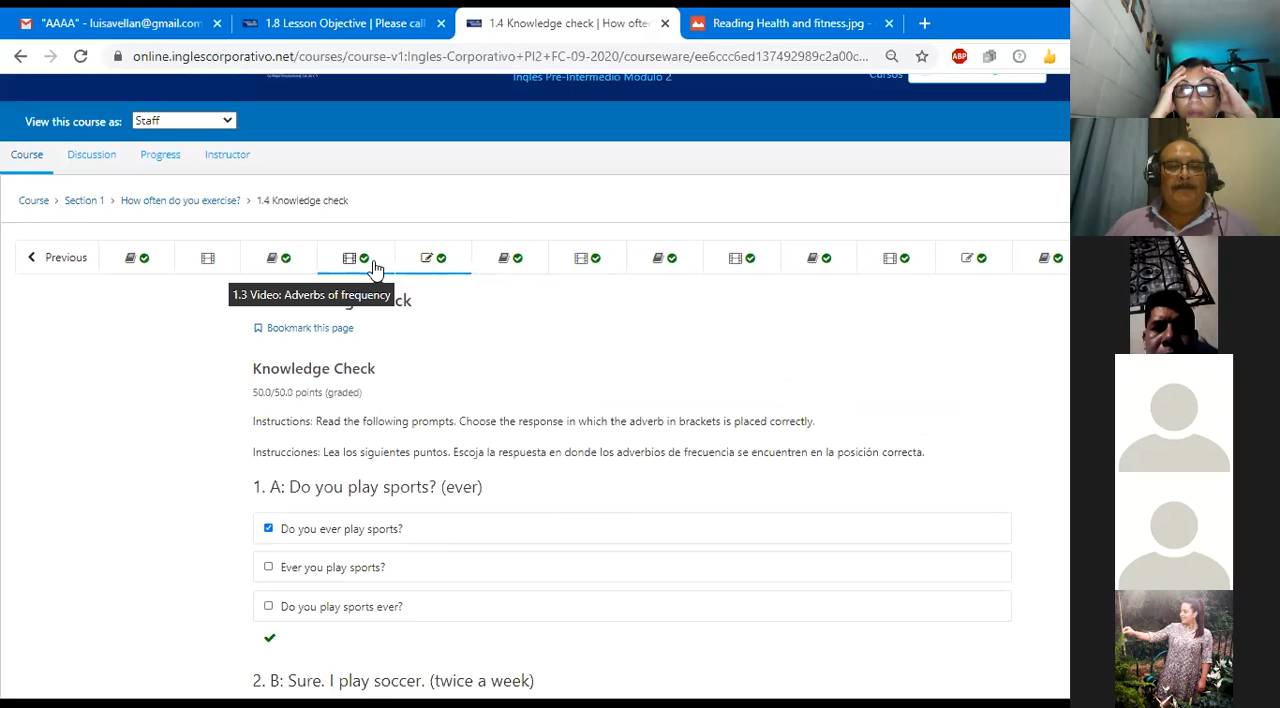 "AAAA" - luisavellan@gmail.com
1.8 Lesson Objective | Please call
1.4 Knowledge check | How ofte
Reading Health and fitness.jpg -
online.inglescorporativo.net/courses/course-v1:Ingles-Corporativo+PI2+FC-09-2020/courseware/ee6ccc6ed137492989c2a00c...
ABP
Ingles Pre-Intermedio Modulo 2
Cursos
View this course as: Staff
Course Discussion Progress Instructor
Course > Section 1 > How often do you exercise? > 1.4 Knowledge check
Previous
1.3 Video: Adverbs of frequency
ck
Bookmark this page
Knowledge Check
50.0/50.0 points (graded)
Instructions: Read the following prompts. Choose the response in which the adverb in brackets is placed correctly.
Instrucciones: Lea los siguientes puntos. Escoja la respuesta en donde los adverbios de frecuencia se encuentren en la posición correcta.
1. A: Do you play sports? (ever)
Do you ever play sports?
Ever you play sports?
Do you play sports ever?
2. B: Sure. I play soccer. (twice a week)